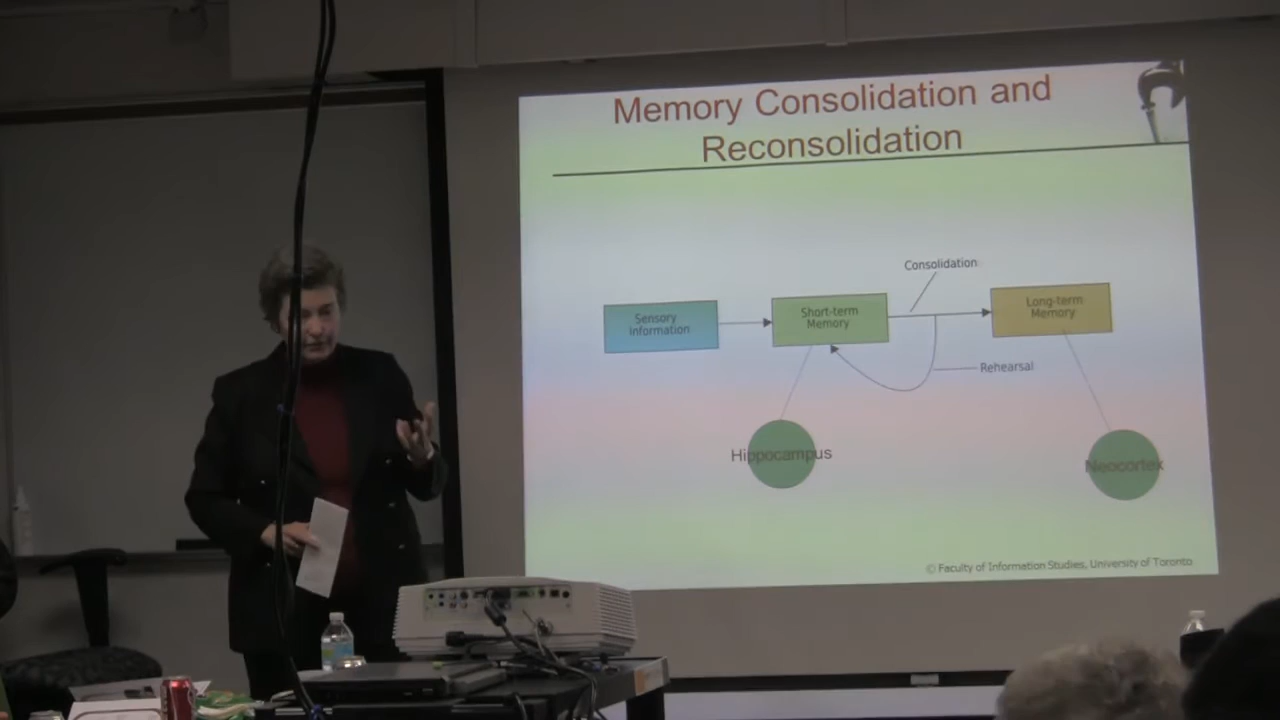 Memory Consolidation and
Reconsolidation
Consolidation
Sensory
Information
Short-term
Memory
Long-term
Memory
Rehearsal
Hippocampus
Neocortex
© Faculty of Information Studies, University of Toronto